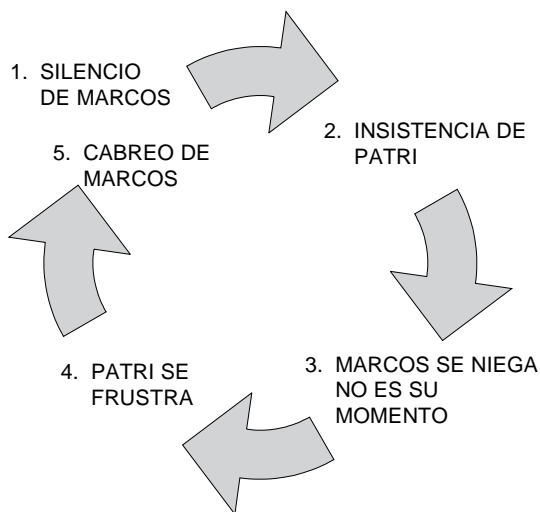 1. SILENCIO
DE MARCOS
2. INSISTENCIA DE
PATRI
3. MARCOS SE NIEGA
NO ES SU
MOMENTO
4. PATRI SE
FRUSTRA
5. CABREO DE
MARCOS